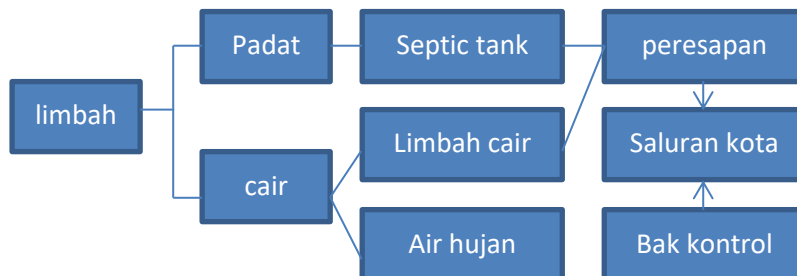 Padat
Septic tank
peresapan
limbah
Limbah cair
Saluran kota
cair
Air hujan
Bak kontrol